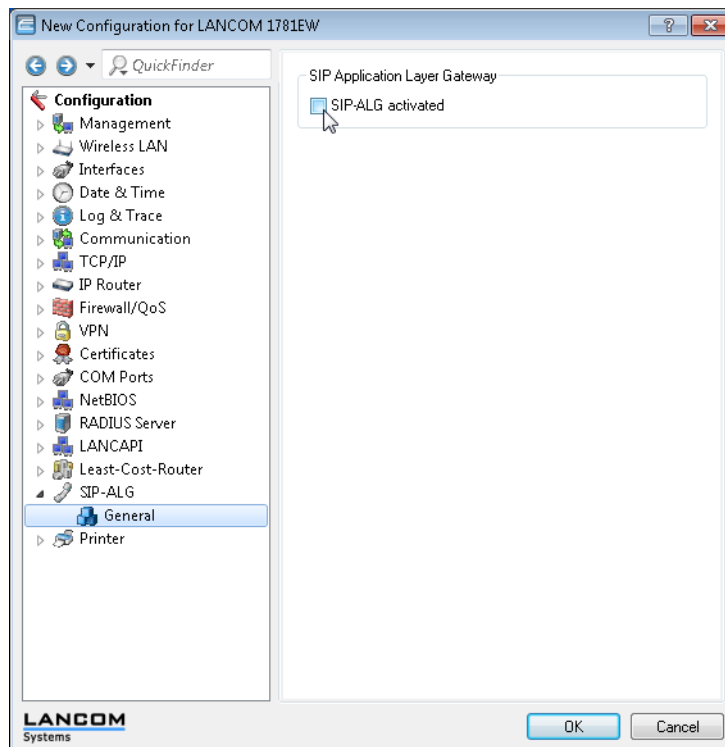 New Configuration for LANCOM 1781EW
QuickFinder
Configuration
Management
Wireless LAN
Interfaces
Date & Time
Log & Trace
Communication
TCP/IP
IP Router
Firewall/QoS
VPN
Certificates
COM Ports
NetBIOS
RADIUS Server
LANCAPI
Least-Cost-Router
SIP-ALG
General
Printer
SIP Application Layer Gateway
SIP-ALG activated
LANCOM
Systems
OK
Cancel